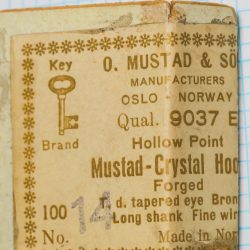 Key
Brand
O. MUSTAD & SO
MANUFACTURERS
OSLO - NORWAY
Qual. 9037 E
Hollow Point
Mustad-Crystal Hoo
Forged
T. d. tapered eye Bron
Long shank Fine wir
100
14
No.
Made in Nor